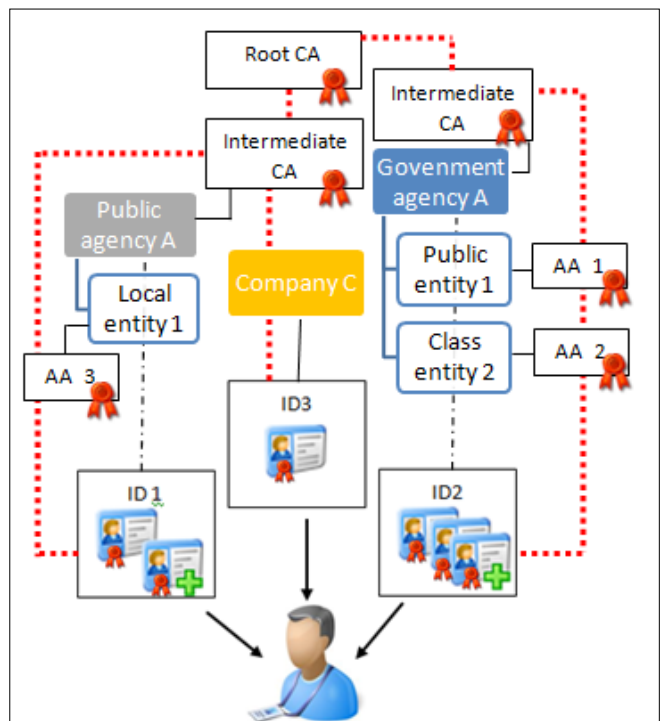 Root CA
Intermediate
CA
Intermediate
CA
Govenment
agency A
Public
agency A
Public
entity 1
AA 1
Company C
Local
entity 1
Class
entity 2
AA 2
AA 3
ID3
ID 1
ID2